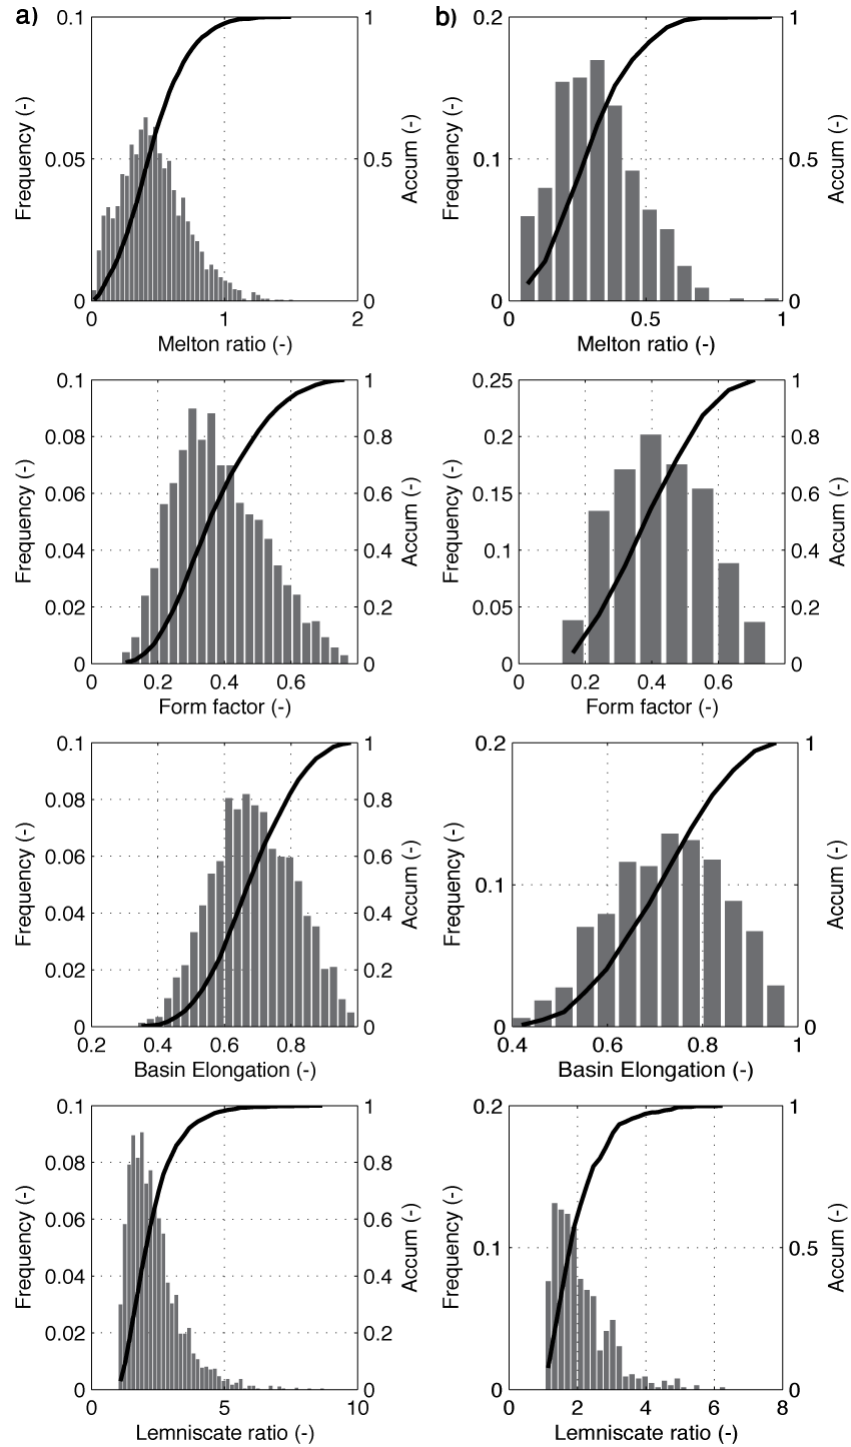 a)
0.1
0.05
0
Frequency (-)
1
0.5
0
Accum (-)
0 1 2
Melton ratio (-)
b)
0.2
0.1
0
Frequency (-)
1
0.5
0
Accum (-)
0 0.5 1
Melton ratio (-)
0.1
0.08
0.06
0.04
0.02
0
Frequency (-)
1
0.8
0.6
0.4
0.2
0
Accum (-)
0 0.2 0.4 0.6
Form factor (-)
0.25
0.2
0.15
0.1
0.05
0
Frequency (-)
1
0.8
0.6
0.4
0.2
0
Accum (-)
0 0.2 0.4 0.6
Form factor (-)
0.1
0.08
0.06
0.04
0.02
0
Frequency (-)
1
0.8
0.6
0.4
0.2
0
Accum (-)
0.2 0.4 0.6 0.8
Basin Elongation (-)
0.2
0.1
0
Frequency (-)
1
0
Accum (-)
0.4 0.6 0.8 1
Basin Elongation (-)
0.1
0.08
0.06
0.04
0.02
0
Frequency (-)
1
0.8
0.6
0.4
0.2
0
Accum (-)
0 5 10
Lemniscate ratio (-)
0.2
0.1
0
Frequency (-)
1
0.5
0
Accum (-)
0 2 4 6 8
Lemniscate ratio (-)